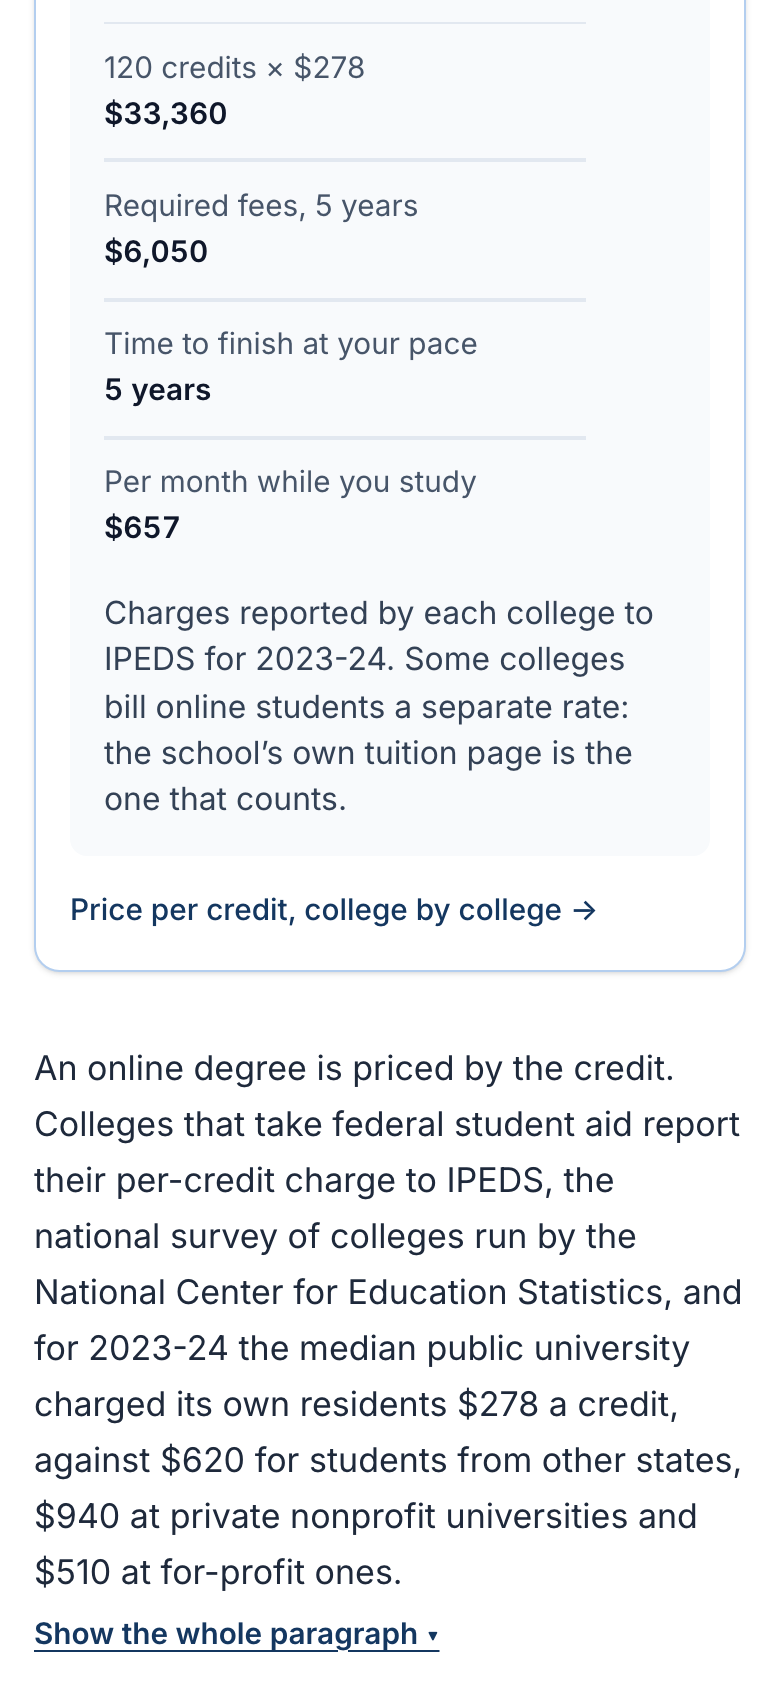 120 credits × $278
$33,360
Required fees, 5 years
$6,050
Time to finish at your pace
5 years
Per month while you study
$657
Charges reported by each college to
IPEDS for 2023-24. Some colleges
bill online students a separate rate:
the school’s own tuition page is the
one that counts.
Price per credit, college by college →
An online degree is priced by the credit.
Colleges that take federal student aid report
their per-credit charge to IPEDS, the
national survey of colleges run by the
National Center for Education Statistics, and
for 2023-24 the median public university
charged its own residents $278 a credit,
against $620 for students from other states,
$940 at private nonprofit universities and
$510 at for-profit ones.
Show the whole paragraph ▾